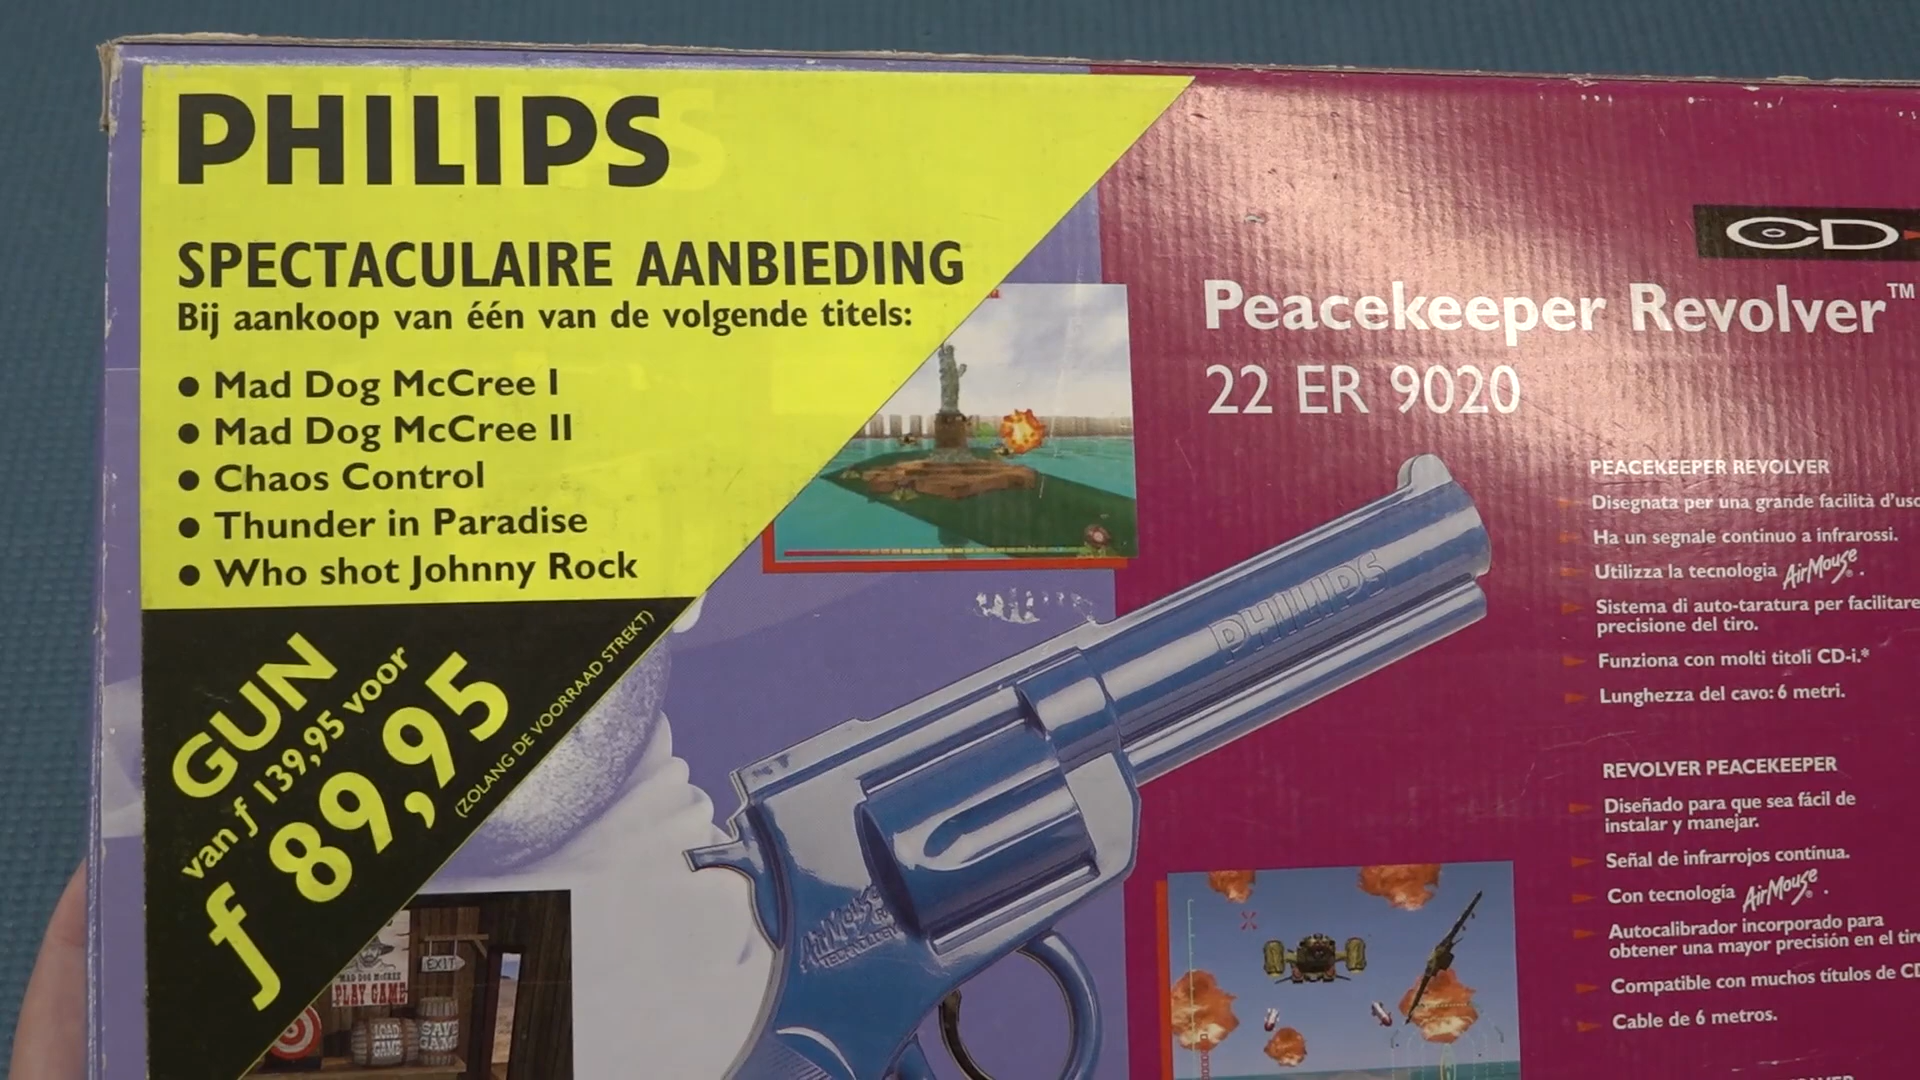 PHILIPS
SPECTACULAIRE AANBIEDING
Bij aankoop van één van de volgende titels:
● Mad Dog McCree I
● Mad Dog McCree II
● Chaos Control
● Thunder in Paradise
● Who shot Johnny Rock
GUN
van ƒ 139,95 voor
ƒ 89,95
(ZOLANG DE VOORRAAD STREKT)
CD
Peacekeeper Revolver™
22 ER 9020
PHILIPS
AirMouse
MAD DOG McCREE
PLAY GAME
EXIT
LOAD GAME
SAVE GAME
PEACEKEEPER REVOLVER
Disegnata per una grande facilità d'uso
Ha un segnale continuo a infrarossi.
Utilizza la tecnologia AirMouse®.
Sistema di auto-taratura per facilitare
precisione del tiro.
Funziona con molti titoli CD-i.*
Lunghezza del cavo: 6 metri.
REVOLVER PEACEKEEPER
Diseñado para que sea fácil de
instalar y manejar.
Señal de infrarrojos contínua.
Con tecnología AirMouse®.
Autocalibrador incorporado para
obtener una mayor precisión en el tiro
Compatible con muchos títulos de CD
Cable de 6 metros.